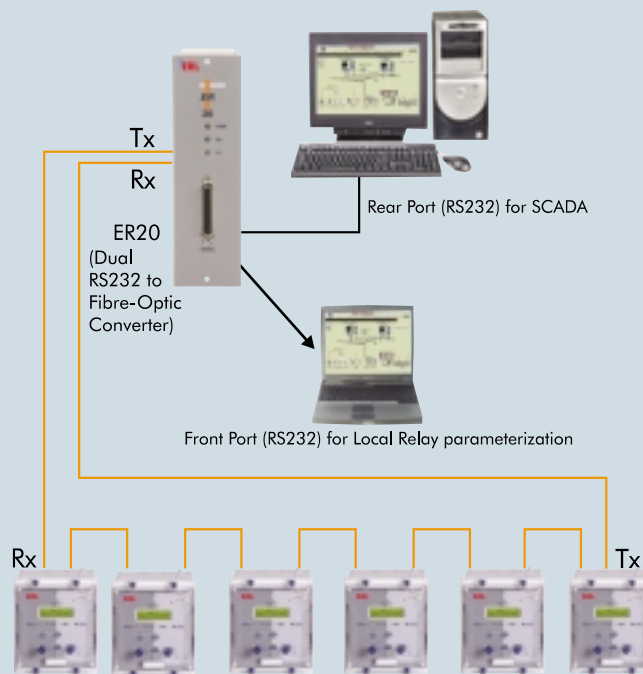 Tx
Rx
ER20
(Dual
RS232 to
Fibre-Optic
Converter)
Rear Port (RS232) for SCADA
Front Port (RS232) for Local Relay parameterization
Rx
Tx